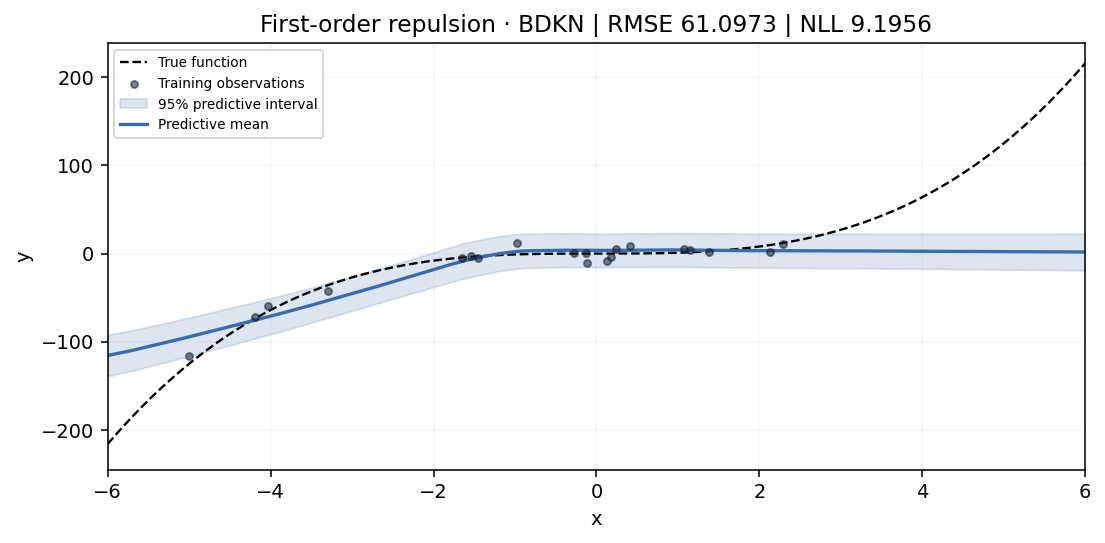 First-order repulsion · BDKN | RMSE 61.0973 | NLL 9.1956
True function
Training observations
95% predictive interval
Predictive mean
y
200
100
0
−100
−200
−6
−4
−2
0
2
4
6
x